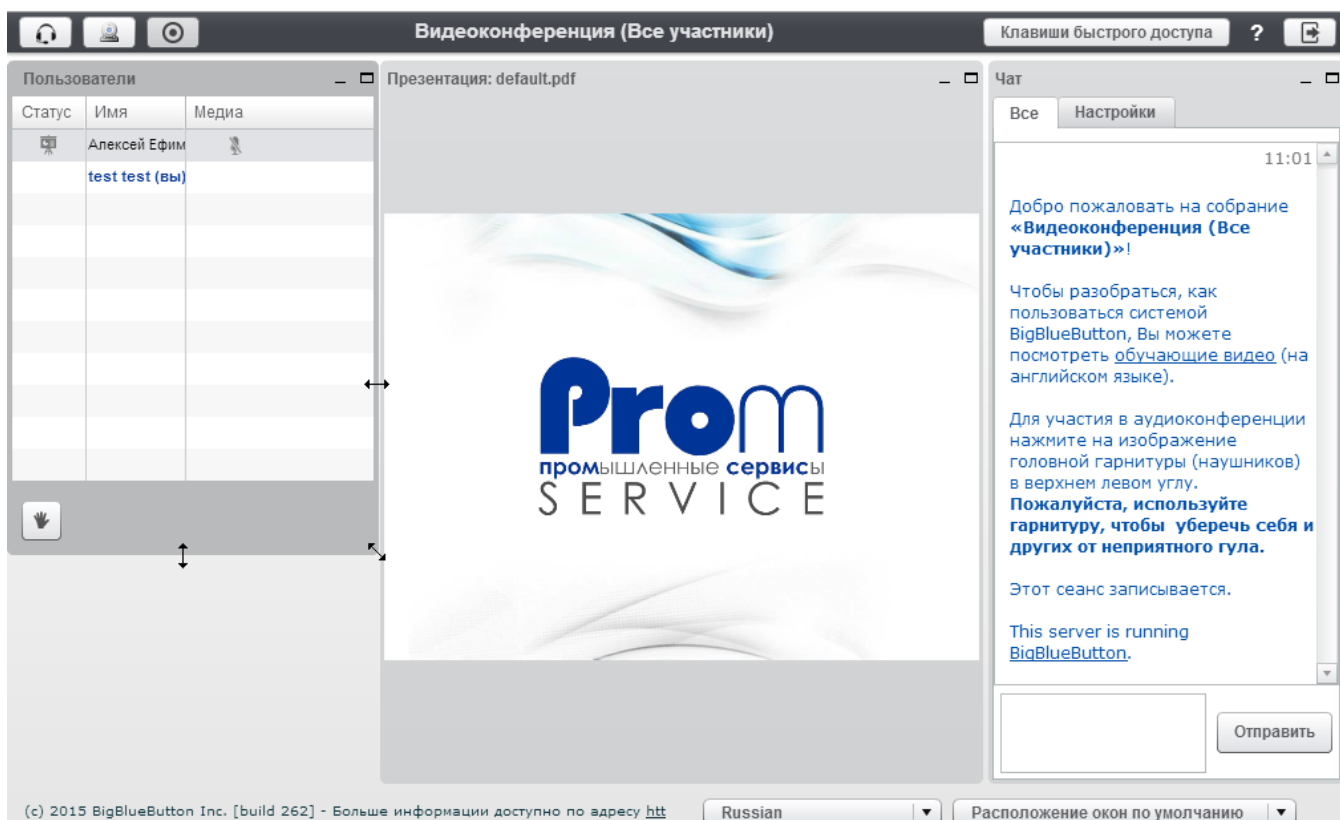 Видеоконференция (Все участники)
Клавиши быстрого доступа
?
Пользователи
Статус Имя Медиа
Алексей Ефим
test test (вы)
Презентация: default.pdf
Prom
промышленные сервисы
SERVICE
Чат
Все Настройки
11:01
Добро пожаловать на собрание
«Видеоконференция (Все
участники)»!
Чтобы разобраться, как
пользоваться системой
BigBlueButton, Вы можете
посмотреть обучающие видео (на
английском языке).
Для участия в аудиоконференции
нажмите на изображение
головной гарнитуры (наушников)
в верхнем левом углу.
Пожалуйста, используйте
гарнитуру, чтобы уберечь себя и
других от неприятного гула.
Этот сеанс записывается.
This server is running
BigBlueButton.
Отправить
(c) 2015 BigBlueButton Inc. [build 262] - Больше информации доступно по адресу htt
Russian
Расположение окон по умолчанию